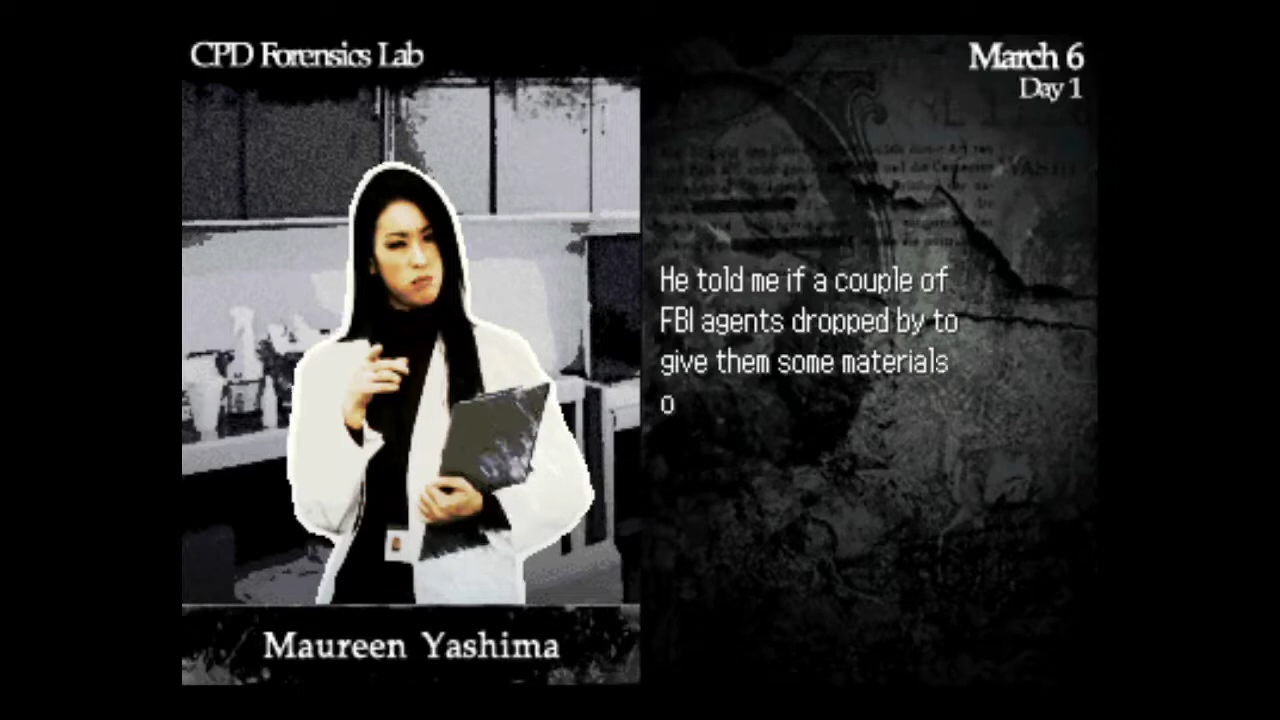 CPD Forensics Lab
March 6
Day 1
He told me if a couple of
FBI agents dropped by to
give them some materials
o
Maureen Yashima